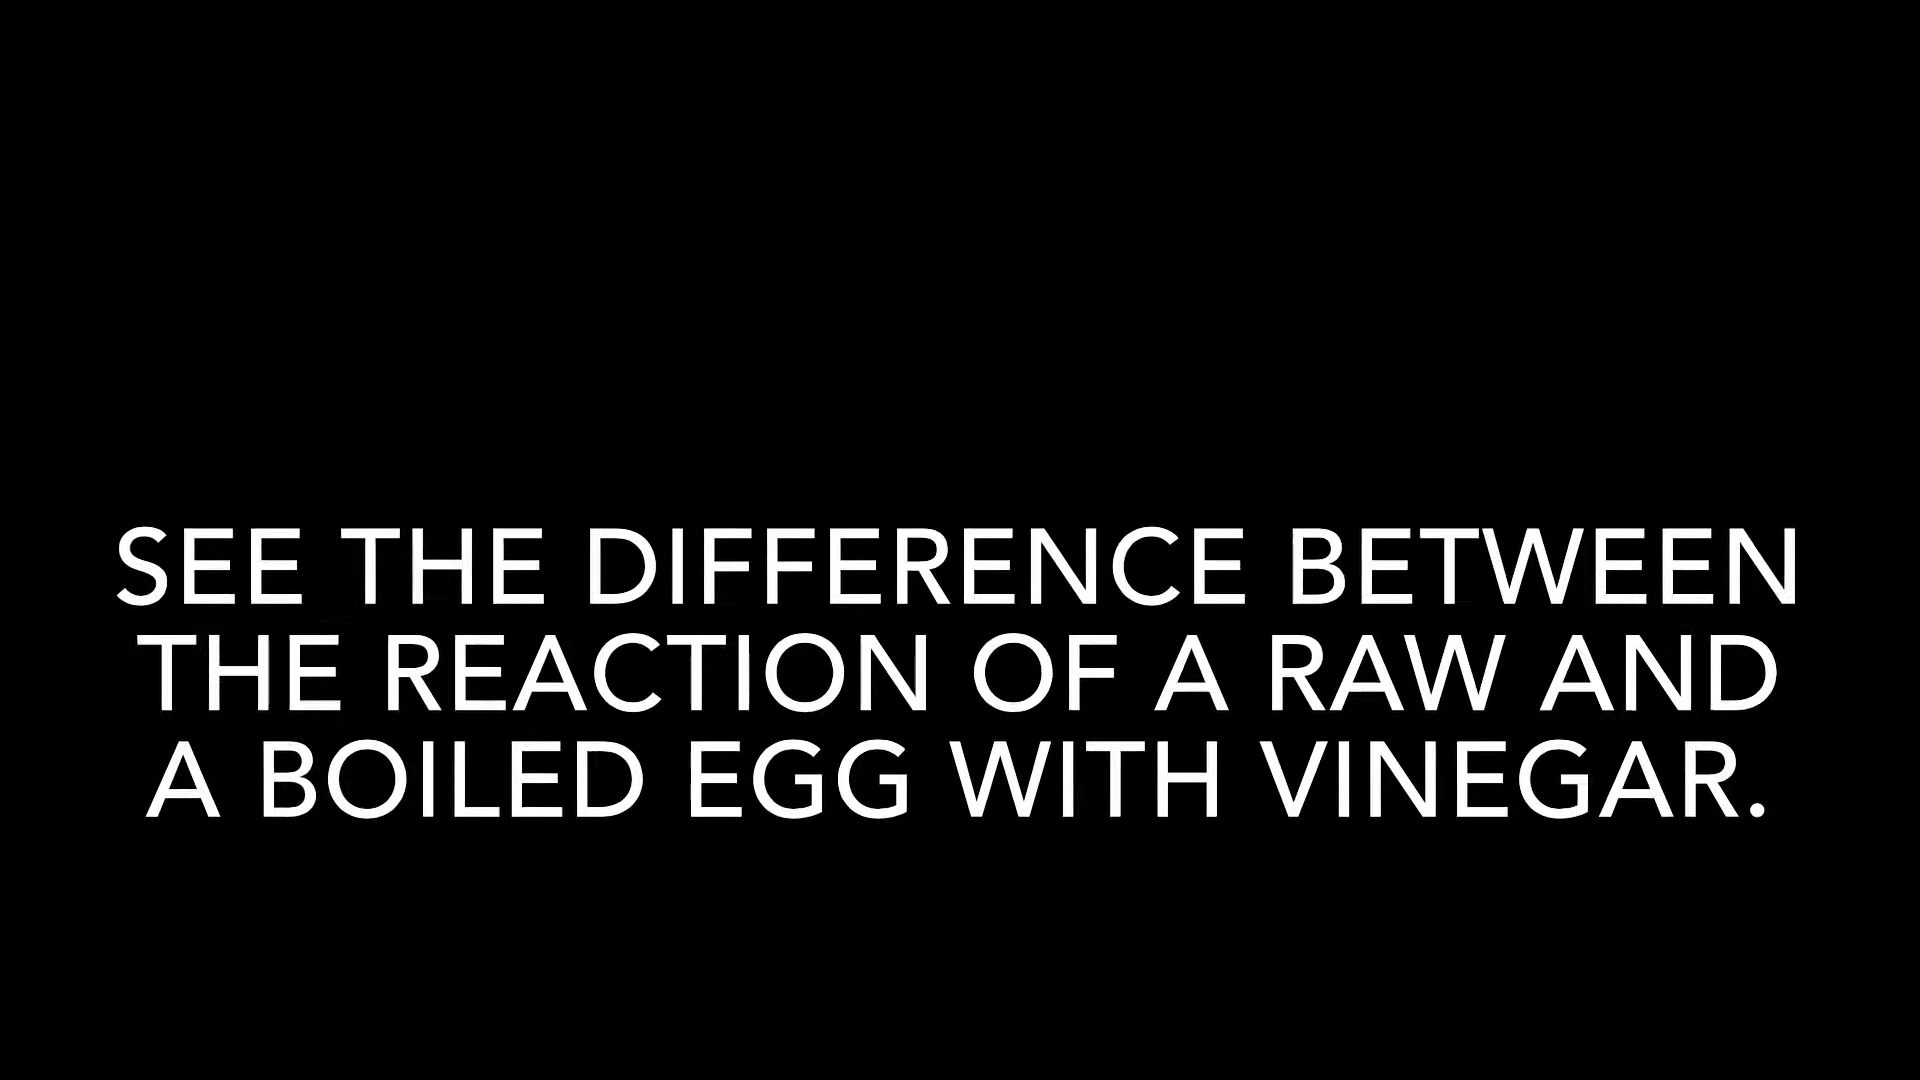 SEE THE DIFFERENCE BETWEEN
THE REACTION OF A RAW AND
A BOILED EGG WITH VINEGAR.